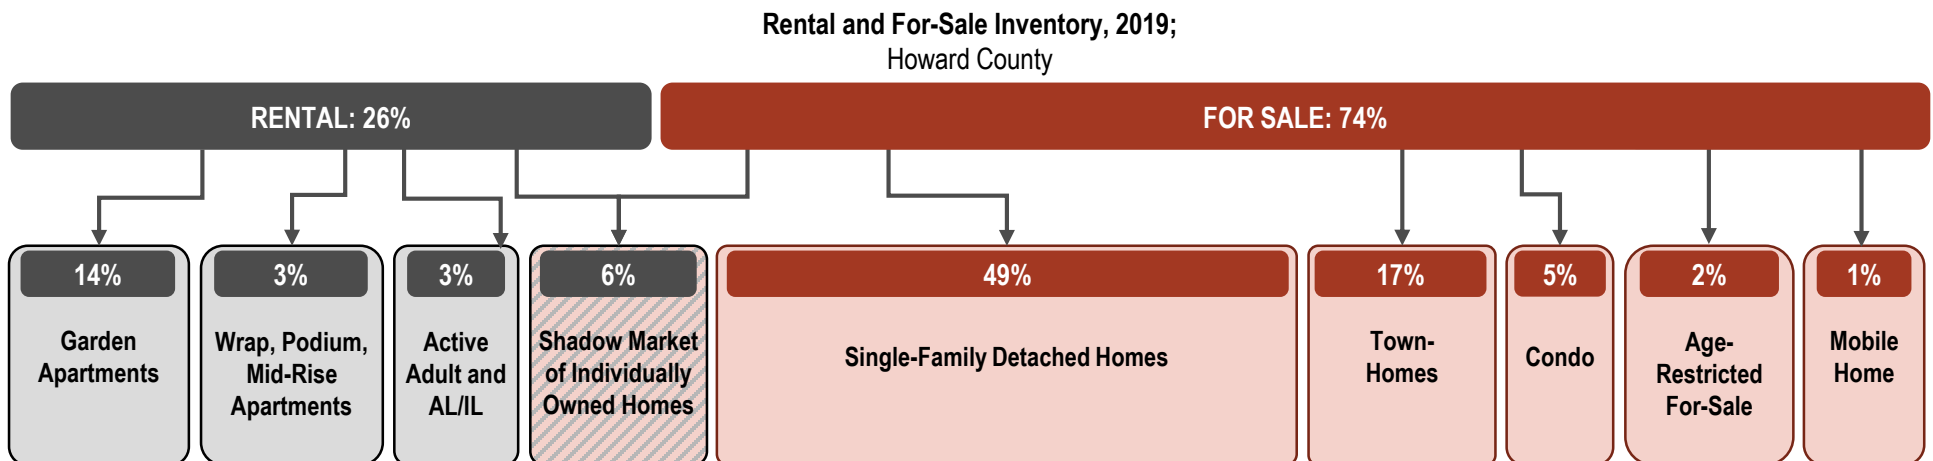 Rental and For-Sale Inventory, 2019;
Howard County
RENTAL: 26%
FOR SALE: 74%
14%
Garden
Apartments
3%
Wrap, Podium,
Mid-Rise
Apartments
3%
Active
Adult and
AL/IL
6%
Shadow Market
of Individually
Owned Homes
49%
Single-Family Detached Homes
17%
Town-
Homes
5%
Condo
2%
Age-
Restricted
For-Sale
1%
Mobile
Home